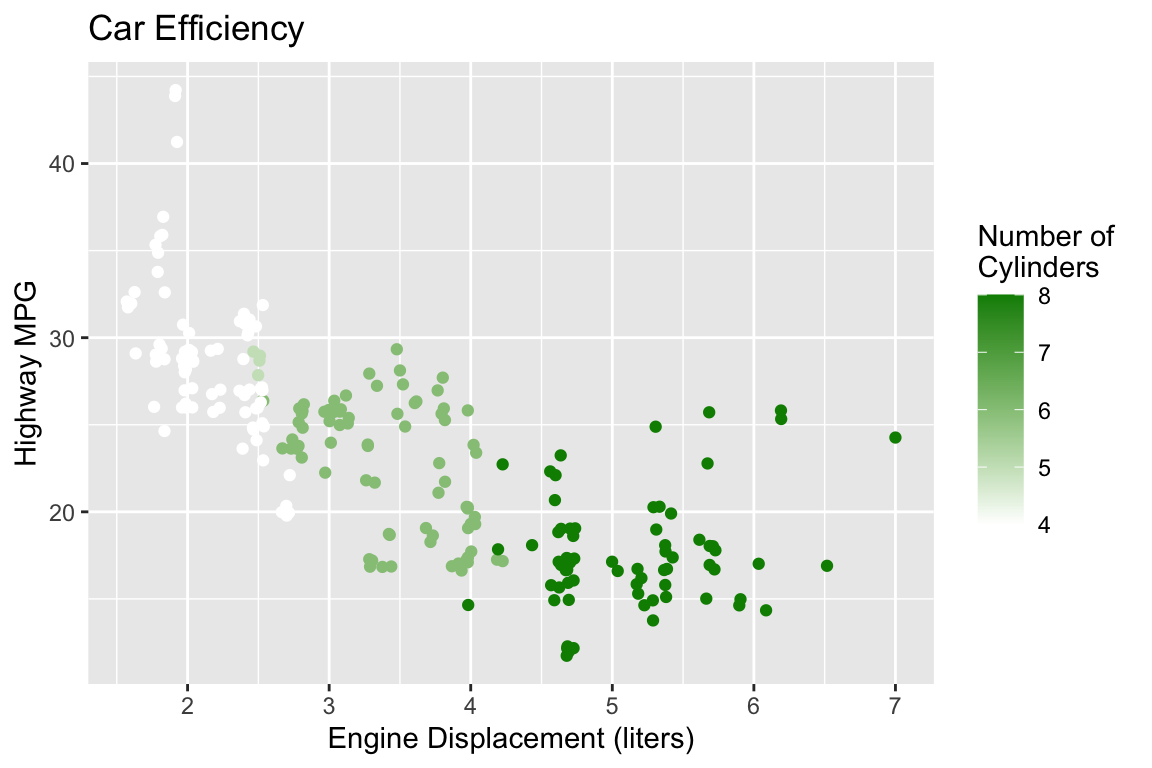 Car Efficiency
40
30
20
2 3 4 5 6 7
Highway MPG
Engine Displacement (liters)
Number of
Cylinders
8
7
6
5
4